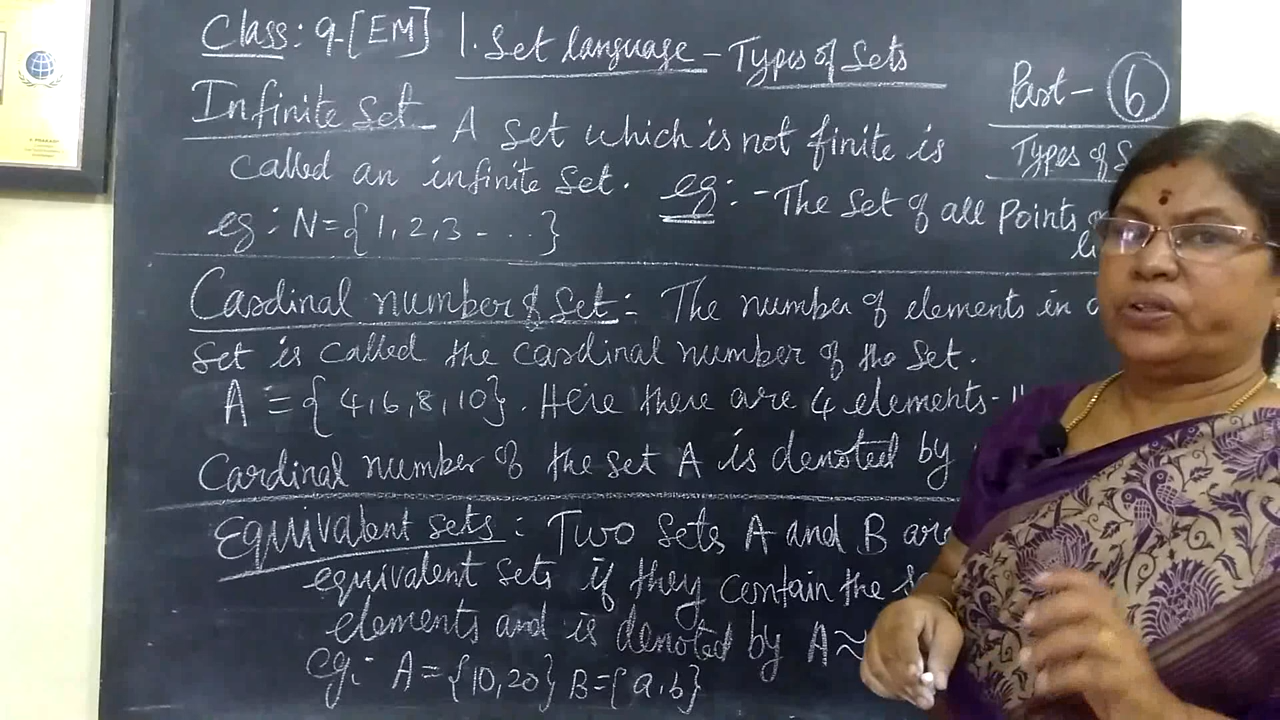 Class: 9-[EM] 1. Set language - Types of Sets
Part - 6
Types of S
Infinite Set - A set which is not finite is
called an infinite Set. eg: - The Set of all Points
eg: N={1, 2, 3 - . . . }
Cardinal number of Set: The number of elements in a
Set is called the cardinal number of the Set.
A = { 4, 6, 8, 10}. Here there are 4 elements -
Cardinal number of the set A is denoted by
Equivalent sets : Two sets A and B are
equivalent sets if they contain the
elements and is denoted by A≈
eg: A = {10, 20} B = {a, b}